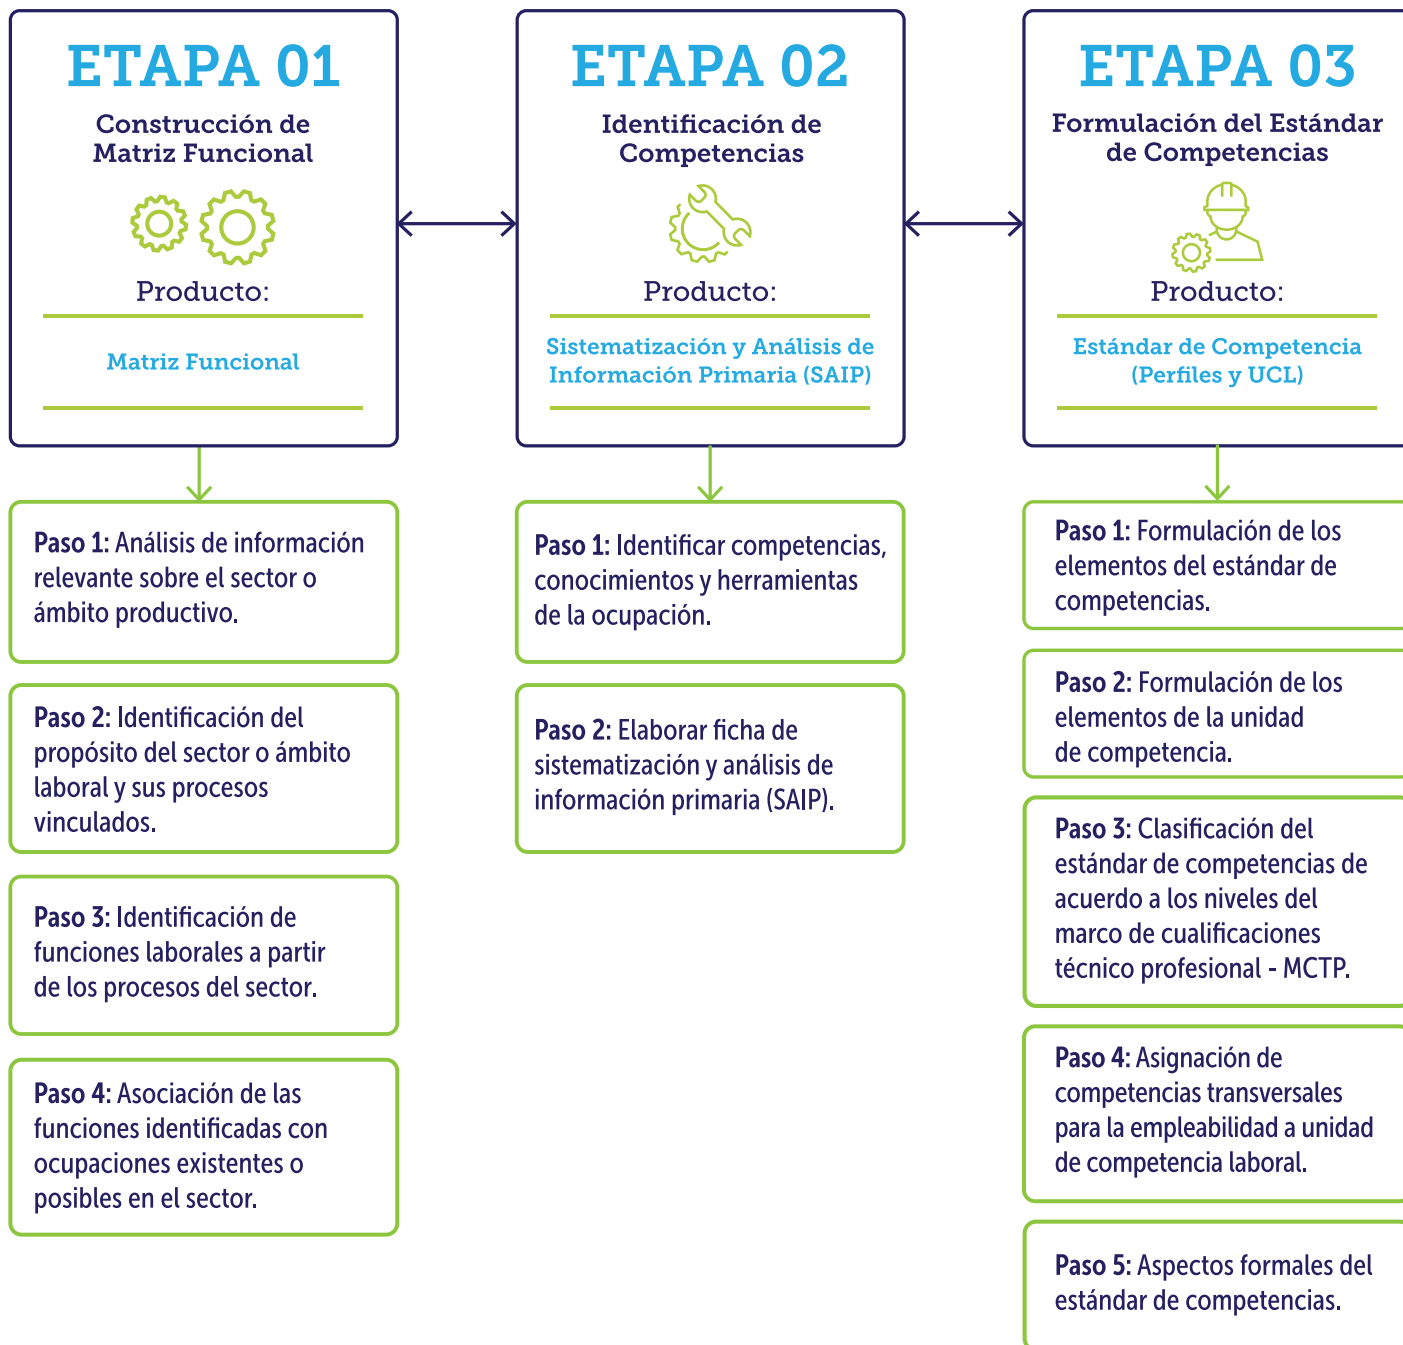 ETAPA 01
Construcción de
Matriz Funcional
Producto:
Matriz Funcional
Paso 1: Análisis de información
relevante sobre el sector o
ámbito productivo.
Paso 2: Identificación del
propósito del sector o ámbito
laboral y sus procesos
vinculados.
Paso 3: Identificación de
funciones laborales a partir
de los procesos del sector.
Paso 4: Asociación de las
funciones identificadas con
ocupaciones existentes o
posibles en el sector.
ETAPA 02
Identificación de
Competencias
Producto:
Sistematización y Análisis de
Información Primaria (SAIP)
Paso 1: Identificar competencias,
conocimientos y herramientas
de la ocupación.
Paso 2: Elaborar ficha de
sistematización y análisis de
información primaria (SAIP).
ETAPA 03
Formulación del Estándar
de Competencias
Producto:
Estándar de Competencia
(Perfiles y UCL)
Paso 1: Formulación de los
elementos del estándar de
competencias.
Paso 2: Formulación de los
elementos de la unidad
de competencia.
Paso 3: Clasificación del
estándar de competencias de
acuerdo a los niveles del
marco de cualificaciones
técnico profesional - MCTP.
Paso 4: Asignación de
competencias transversales
para la empleabilidad a unidad
de competencia laboral.
Paso 5: Aspectos formales del
estándar de competencias.